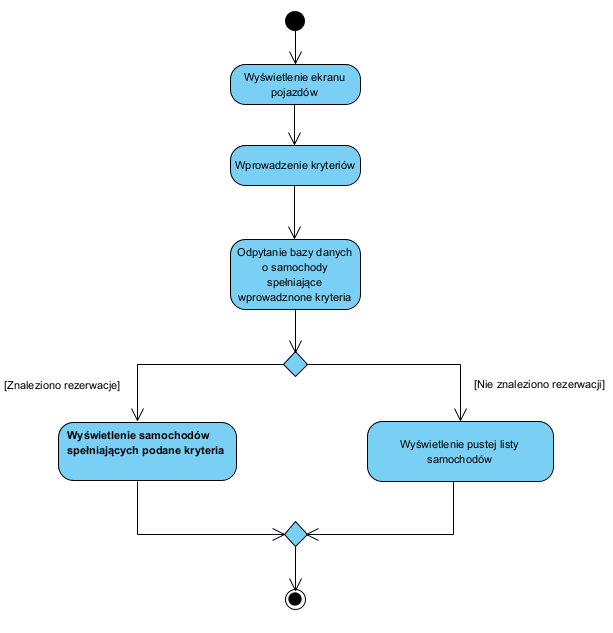 Wyświetlenie ekranu
pojazdów
Wprowadzenie kryteriów
Odpytanie bazy danych
o samochody
spełniające
wprowadznone kryteria
[Znaleziono rezerwacje]
[Nie znaleziono rezerwacji]
Wyświetlenie samochodów
spełniających podane kryteria
Wyświetlenie pustej listy
samochodów